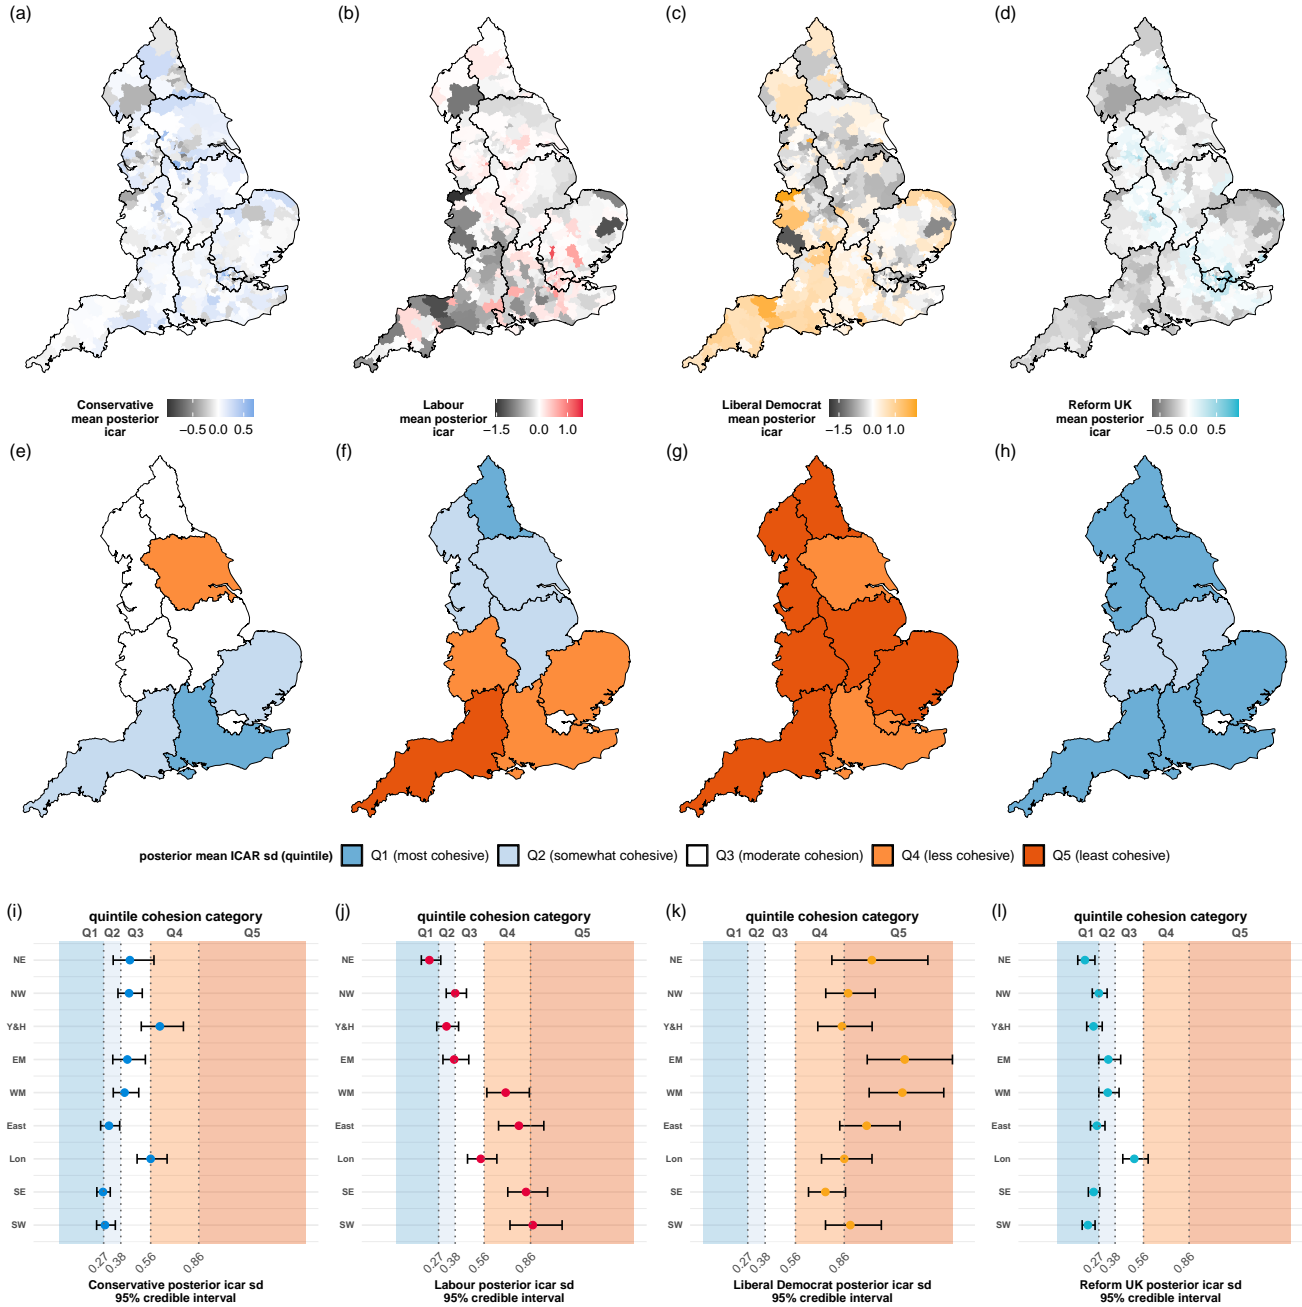 (a)
(b)
(c)
(d)
Conservative
mean posterior
icar
−0.5 0.0 0.5
Labour
mean posterior
icar
−1.5 0.0 1.0
Liberal Democrat
mean posterior
icar
−1.5 0.0 1.0
Reform UK
mean posterior
icar
−0.5 0.0 0.5
(e)
(f)
(g)
(h)
posterior mean ICAR sd (quintile)
Q1 (most cohesive)
Q2 (somewhat cohesive)
Q3 (moderate cohesion)
Q4 (less cohesive)
Q5 (least cohesive)
(i)
quintile cohesion category
Q1 Q2 Q3 Q4 Q5
NE
NW
Y&H
EM
WM
East
Lon
SE
SW
0.27 0.38 0.56 0.86
Conservative posterior icar sd
95% credible interval
(j)
quintile cohesion category
Q1 Q2 Q3 Q4 Q5
NE
NW
Y&H
EM
WM
East
Lon
SE
SW
0.27 0.38 0.56 0.86
Labour posterior icar sd
95% credible interval
(k)
quintile cohesion category
Q1 Q2 Q3 Q4 Q5
NE
NW
Y&H
EM
WM
East
Lon
SE
SW
0.27 0.38 0.56 0.86
Liberal Democrat posterior icar sd
95% credible interval
(l)
quintile cohesion category
Q1 Q2 Q3 Q4 Q5
NE
NW
Y&H
EM
WM
East
Lon
SE
SW
0.27 0.38 0.56 0.86
Reform UK posterior icar sd
95% credible interval